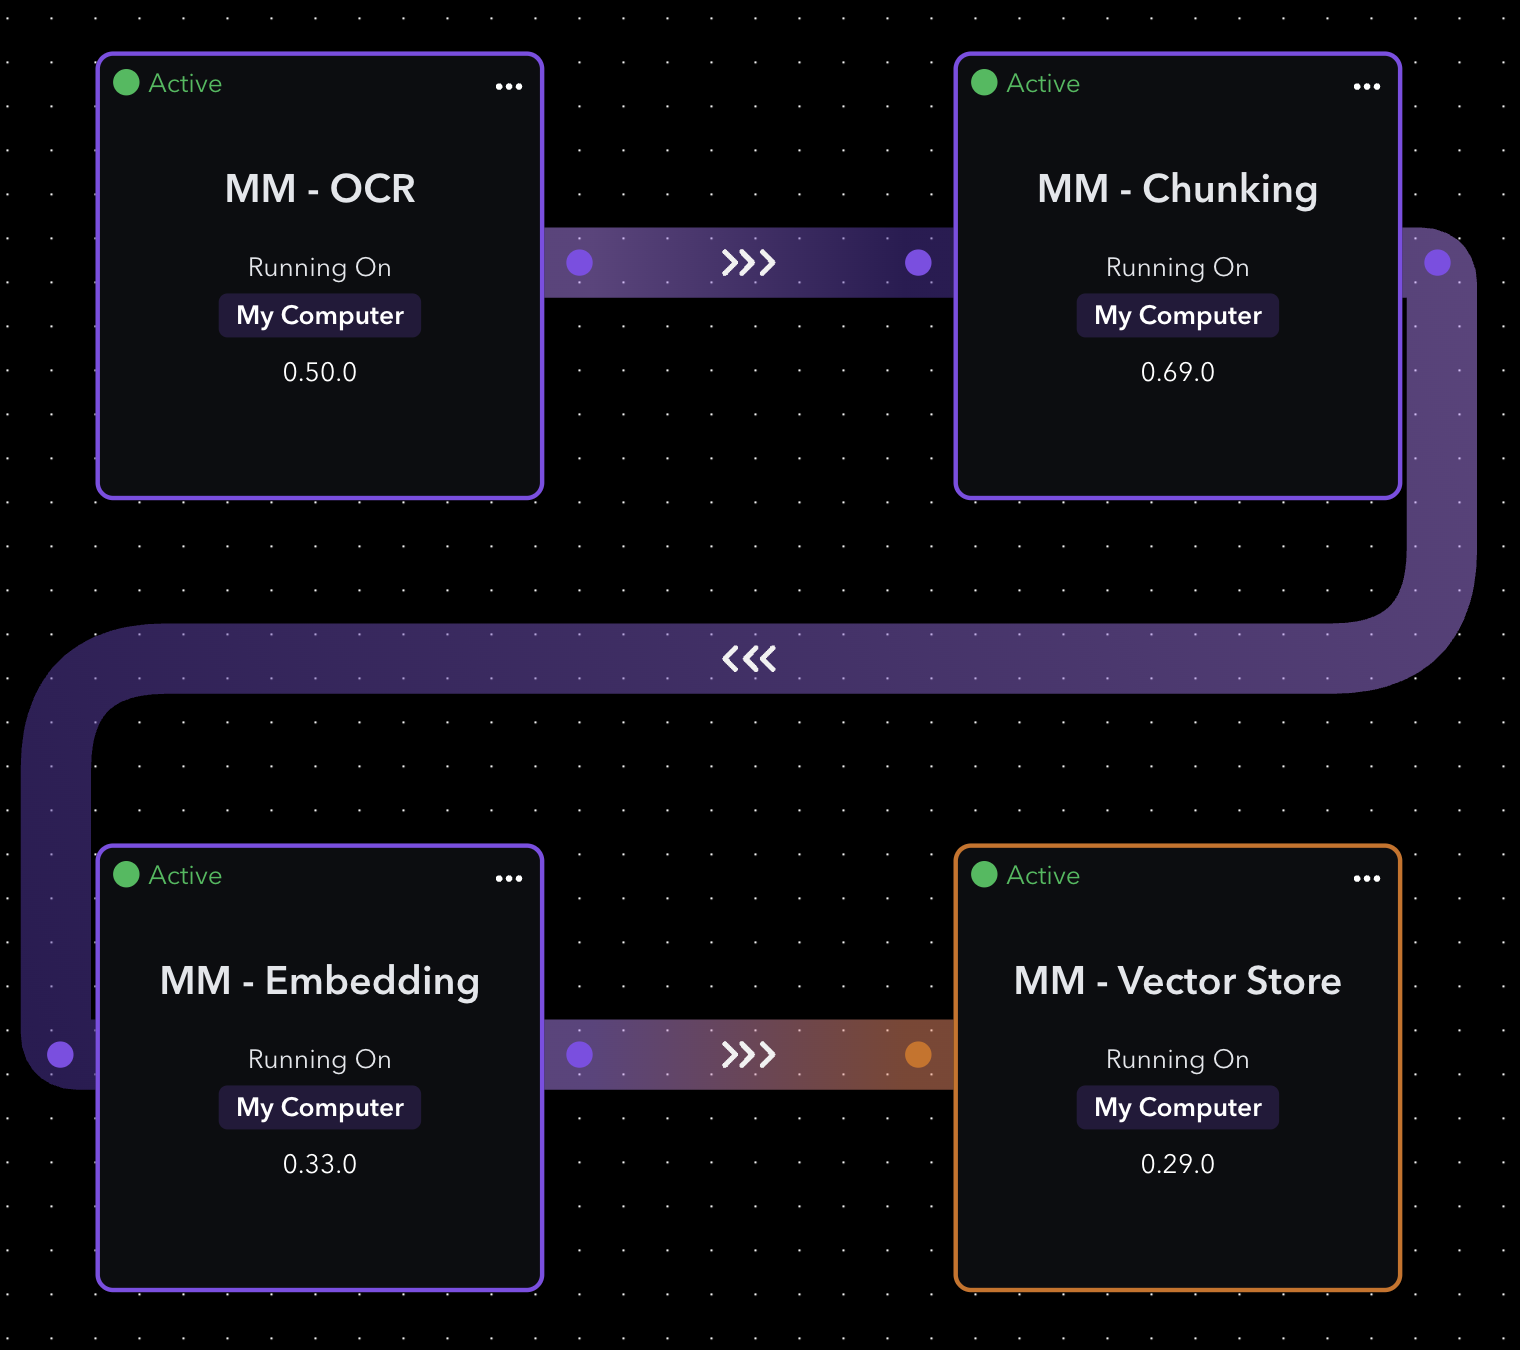 Active
MM - OCR
Running On
My Computer
0.50.0
Active
MM - Chunking
Running On
My Computer
0.69.0
Active
MM - Embedding
Running On
My Computer
0.33.0
Active
MM - Vector Store
Running On
My Computer
0.29.0